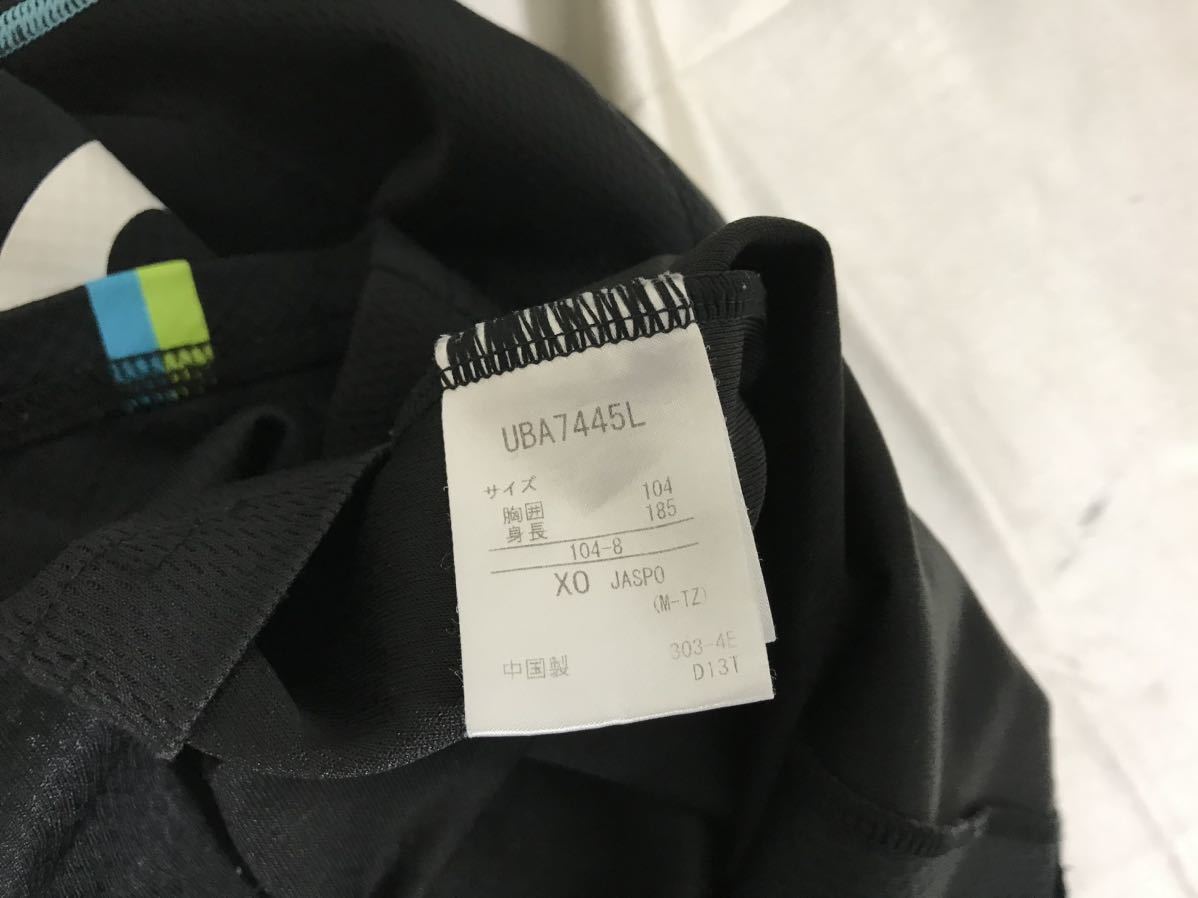 UBA7445L
サイズ
胸囲 104
身長 185
104-8
XO JASPO
(M-TZ)
303-4E
中国製 D13T